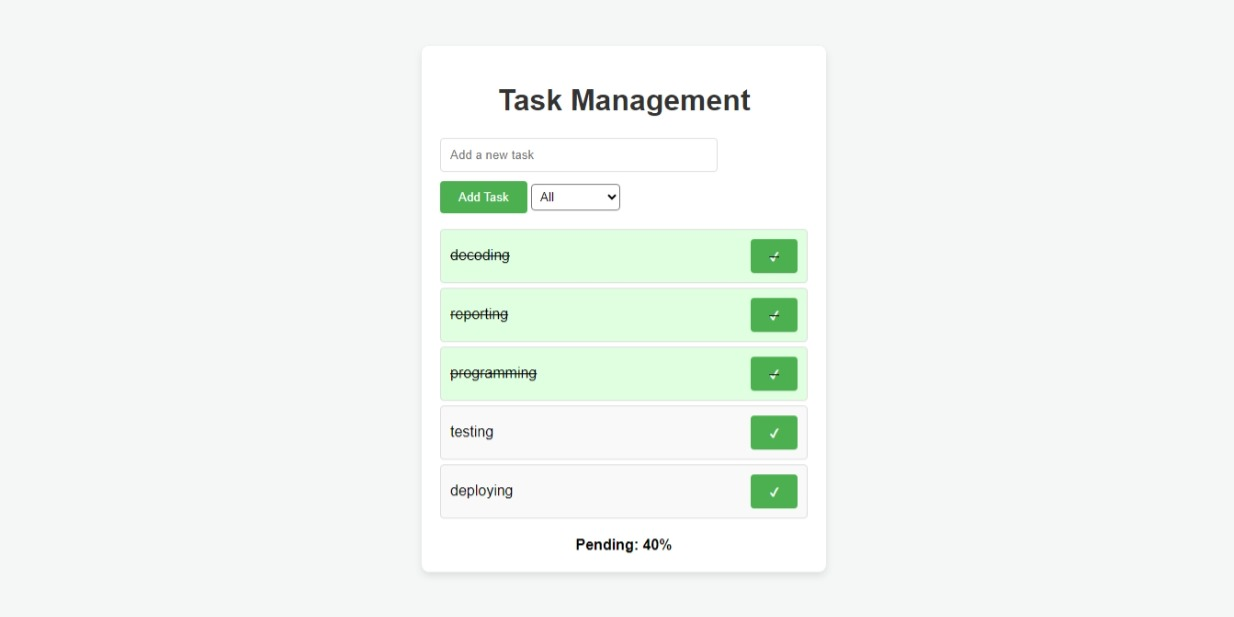 Task Management
Add a new task
Add Task All
decoding ✓
reporting ✓
programming ✓
testing ✓
deploying ✓
Pending: 40%